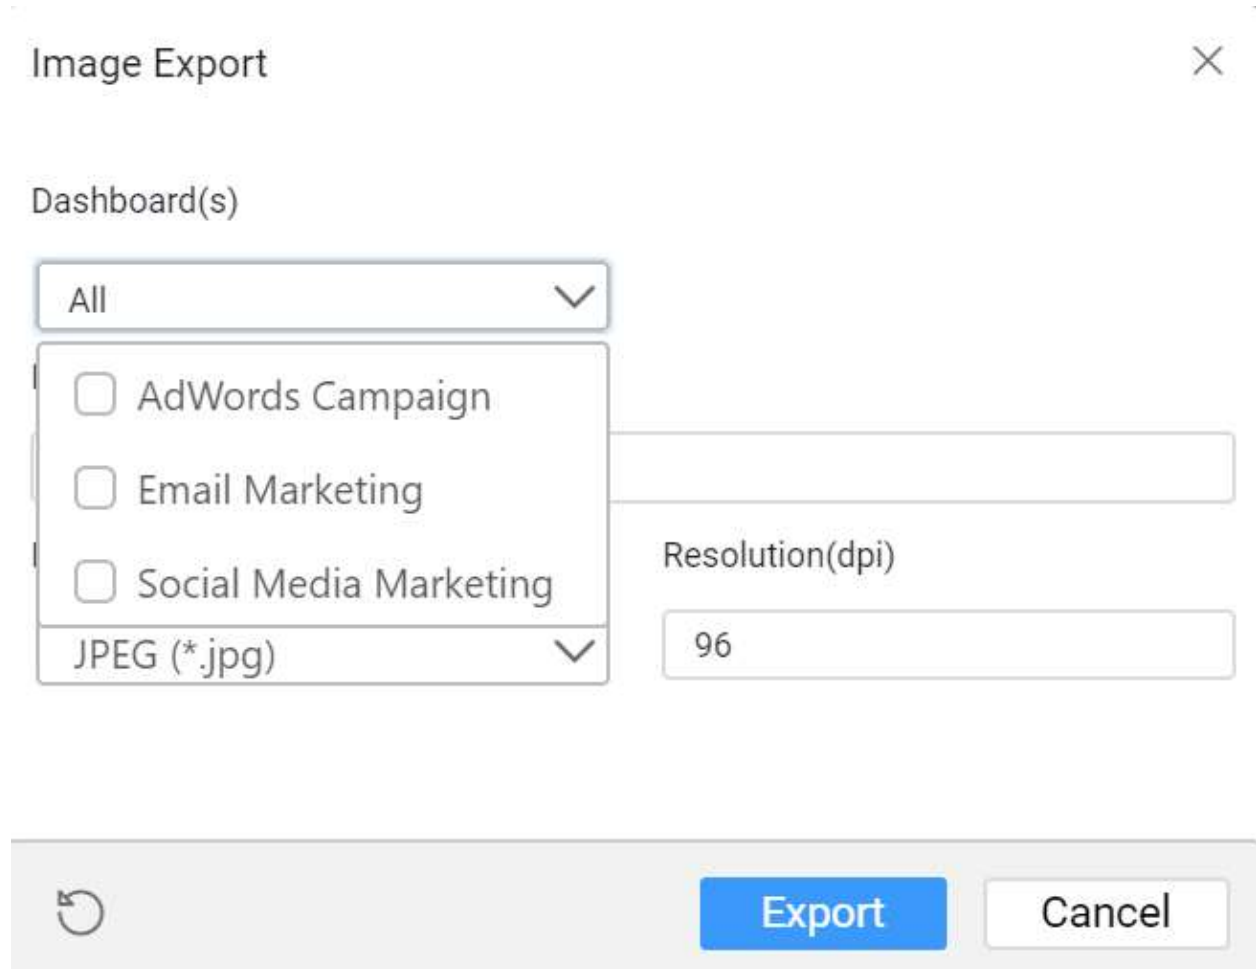 Image Export
Dashboard(s)
All
AdWords Campaign
Email Marketing
Social Media Marketing
Resolution(dpi)
JPEG (*.jpg)
96
Export
Cancel